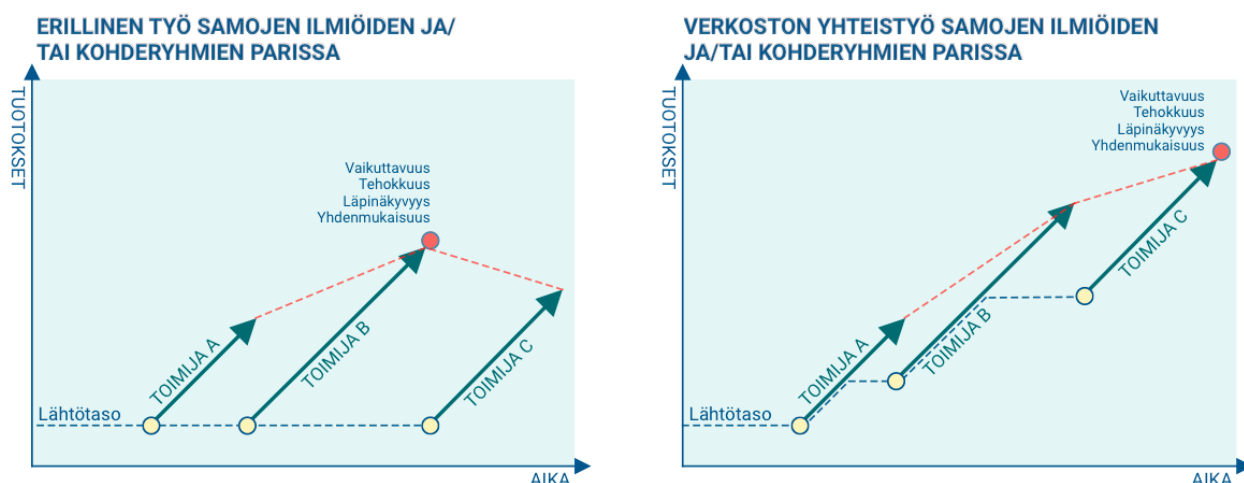 ERILLINEN TYÖ SAMOJEN ILMIÖIDEN JA/
TAI KOHDERYHMIEN PARISSA
TUOTOKSET
Vaikuttavuus
Tehokkuus
Läpinäkyvyys
Yhdenmukaisuus
TOIMIJA A
TOIMIJA B
TOIMIJA C
Lähtötaso
AIKA
VERKOSTON YHTEISTYÖ SAMOJEN ILMIÖIDEN
JA/TAI KOHDERYHMIEN PARISSA
TUOTOKSET
Vaikuttavuus
Tehokkuus
Läpinäkyvyys
Yhdenmukaisuus
TOIMIJA A
TOIMIJA B
TOIMIJA C
Lähtötaso
AIKA